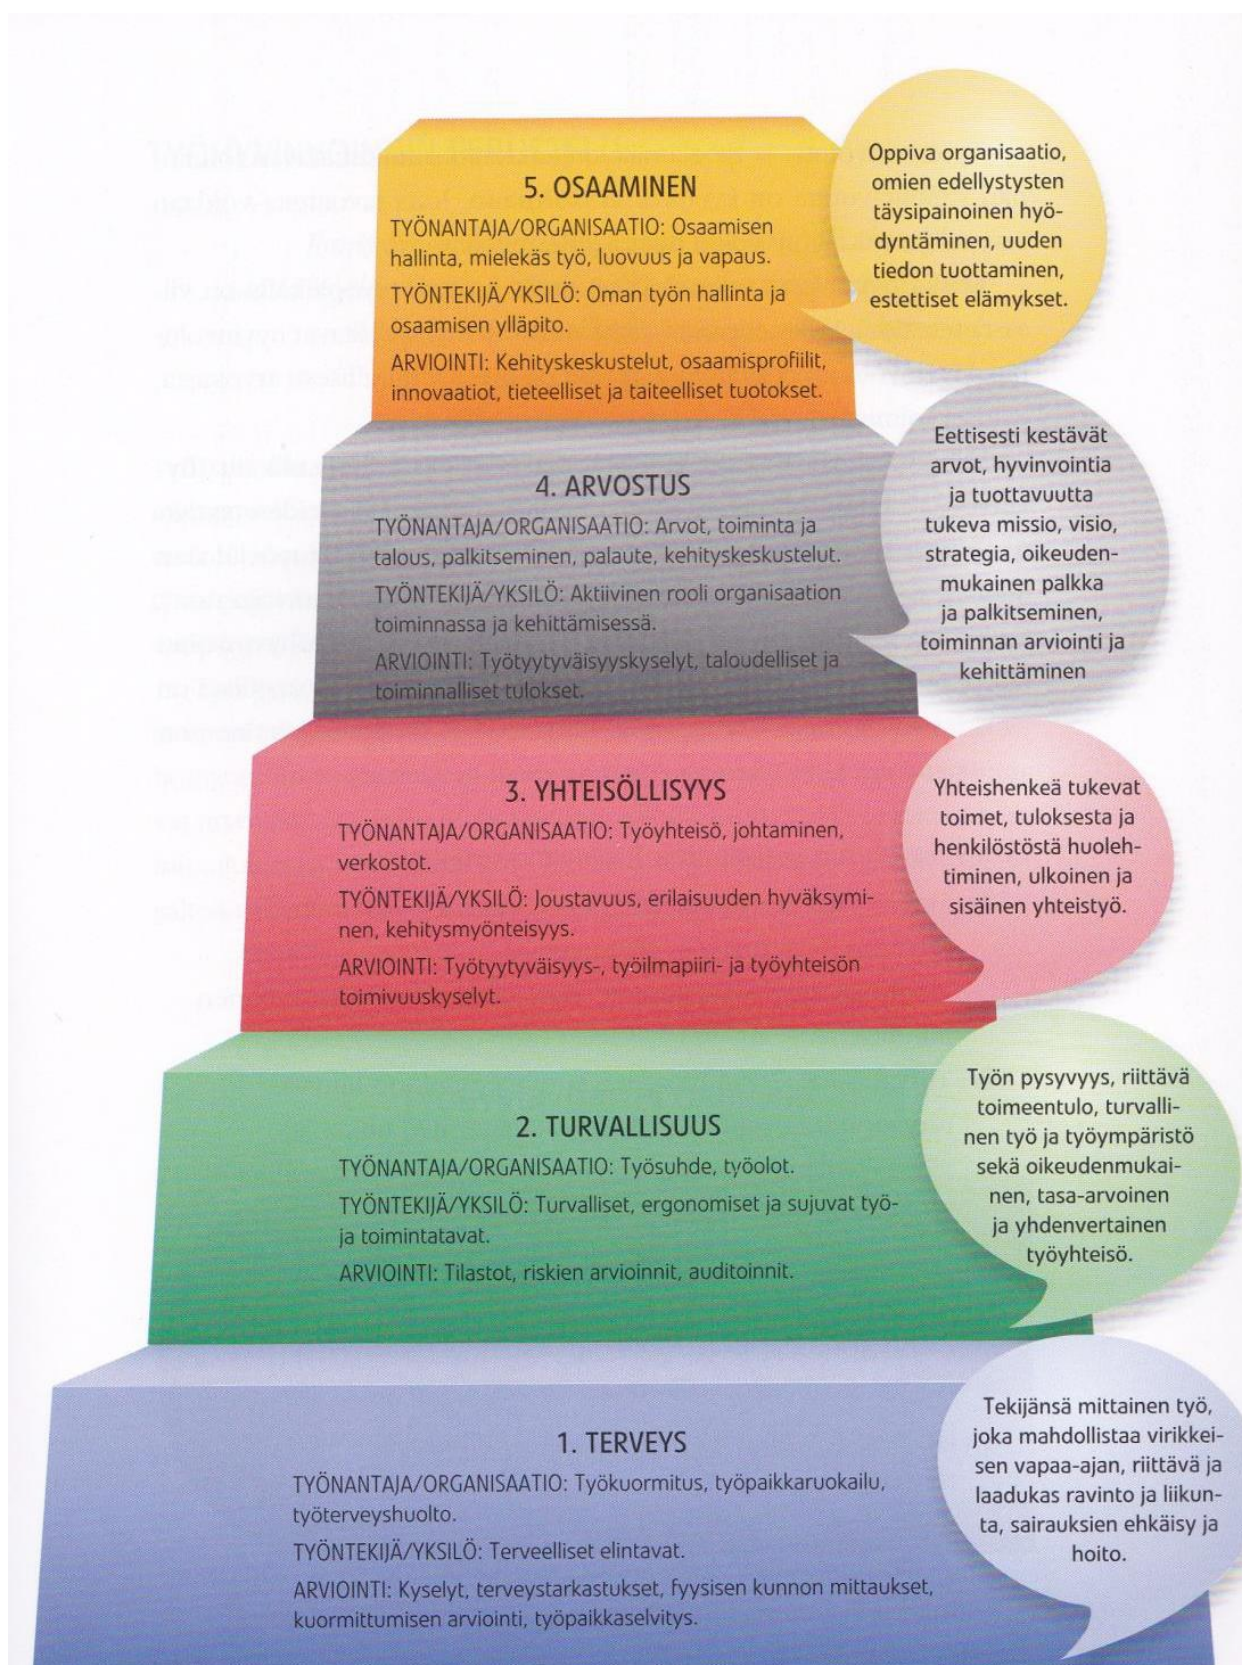 5. OSAAMINEN
TYÖNANTAJA/ORGANISAATIO: Osaamisen
hallinta, mielekäs työ, luovuus ja vapaus.
TYÖNTEKIJÄ/YKSILÖ: Oman työn hallinta ja
osaamisen ylläpito.
ARVIOINTI: Kehityskeskustelut, osaamisprofiilit,
innovaatiot, tieteelliset ja taiteelliset tuotokset.
Oppiva organisaatio,
omien edellystysten
täysipainoinen hyö-
dyntäminen, uuden
tiedon tuottaminen,
estettiset elämykset.
4. ARVOSTUS
TYÖNANTAJA/ORGANISAATIO: Arvot, toiminta ja
talous, palkitseminen, palaute, kehityskeskustelut.
TYÖNTEKIJÄ/YKSILÖ: Aktiivinen rooli organisaation
toiminnassa ja kehittämisessä.
ARVIOINTI: Työtyytyväisyyskyselyt, taloudelliset ja
toiminnalliset tulokset.
Eettisesti kestävät
arvot, hyvinvointia
ja tuottavuutta
tukeva missio, visio,
strategia, oikeuden-
mukainen palkka
ja palkitseminen,
toiminnan arviointi ja
kehittäminen
3. YHTEISÖLLISYYS
TYÖNANTAJA/ORGANISAATIO: Työyhteisö, johtaminen,
verkostot.
TYÖNTEKIJÄ/YKSILÖ: Joustavuus, erilaisuuden hyväksymi-
nen, kehitysmyönteisyys.
ARVIOINTI: Työtyytyväisyys-, työilmapiiri- ja työyhteisön
toimivuuskyselyt.
Yhteishenkeä tukevat
toimet, tuloksesta ja
henkilöstöstä huoleh-
timinen, ulkoinen ja
sisäinen yhteistyö.
2. TURVALLISUUS
TYÖNANTAJA/ORGANISAATIO: Työsuhde, työolot.
TYÖNTEKIJÄ/YKSILÖ: Turvalliset, ergonomiset ja sujuvat työ-
ja toimintatavat.
ARVIOINTI: Tilastot, riskien arvioinnit, auditoinnit.
Työn pysyvyys, riittävä
toimeentulo, turvalli-
nen työ ja työympäristö
sekä oikeudenmukai-
nen, tasa-arvoinen
ja yhdenvertainen
työyhteisö.
1. TERVEYS
TYÖNANTAJA/ORGANISAATIO: Työkuormitus, työpaikkaruokailu,
työterveyshuolto.
TYÖNTEKIJÄ/YKSILÖ: Terveelliset elintavat.
ARVIOINTI: Kyselyt, terveystarkastukset, fyysisen kunnon mittaukset,
kuormittumisen arviointi, työpaikkaselvitys.
Tekijänsä mittainen työ,
joka mahdollistaa virikkei-
sen vapaa-ajan, riittävä ja
laadukas ravinto ja liikun-
ta, sairauksien ehkäisy ja
hoito.